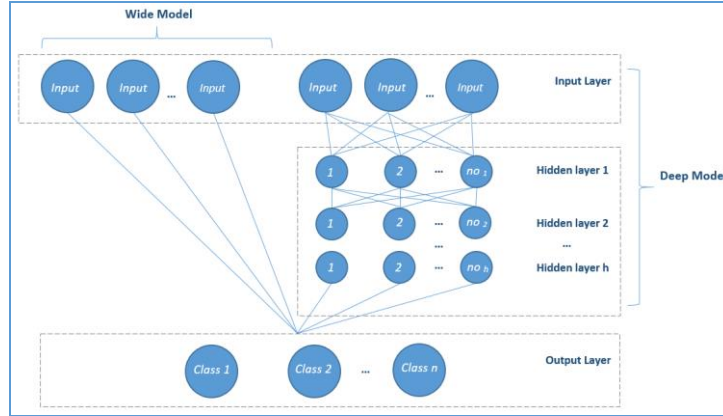 Wide Model
Input Input ... Input Input Input ... Input Input Layer
1 2 ... no 1 Hidden layer 1
Deep Model
1 2 ... no 2 Hidden layer 2
... ...
1 2 ... no h Hidden layer h
Output Layer
Class 1 Class 2 ... Class n